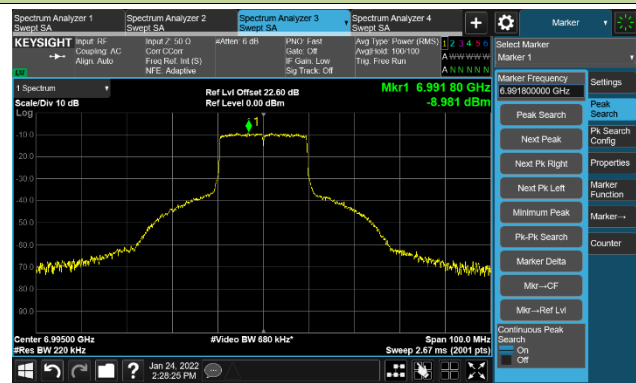 Spectrum Analyzer 1
Swept SA
Spectrum Analyzer 2
Swept SA
Spectrum Analyzer 3
Swept SA
Spectrum Analyzer 4
Swept SA
+
Marker
KEYSIGHT
Input: RF
Coupling: AC
Align: Auto
Input Z: 50 Ω
Corr CCorr
Freq Ref: Int (S)
NFE: Adaptive
#Atten: 6 dB
PNO: Fast
Gate: Off
IF Gain: Low
Sig Track: Off
Avg Type: Power (RMS)
Avg|Hold: 100/100
Trig: Free Run
1 2 3 4 5 6
A W W W W W
A N N N N N
Select Marker
Marker 1
LXI
1 Spectrum
Scale/Div 10 dB
Log
Ref Lvl Offset 22.60 dB
Ref Level 0.00 dBm
Mkr1 6.991 80 GHz
-8.981 dBm
Marker Frequency
6.991800000 GHz
Settings
Peak Search
Peak
Search
Next Peak
Pk Search
Config
Next Pk Right
Properties
Next Pk Left
Marker
Function
Minimum Peak
Marker→
Pk-Pk Search
Counter
Marker Delta
Mkr→CF
Mkr→Ref Lvl
Continuous Peak
Search
On
Off
1
-10.0
-20.0
-30.0
-40.0
-50.0
-60.0
-70.0
-80.0
-90.0
Center 6.99500 GHz
#Res BW 220 kHz
#Video BW 680 kHz*
Span 100.0 MHz
Sweep 2.67 ms (2001 pts)
?
Jan 24, 2022
2:28:25 PM